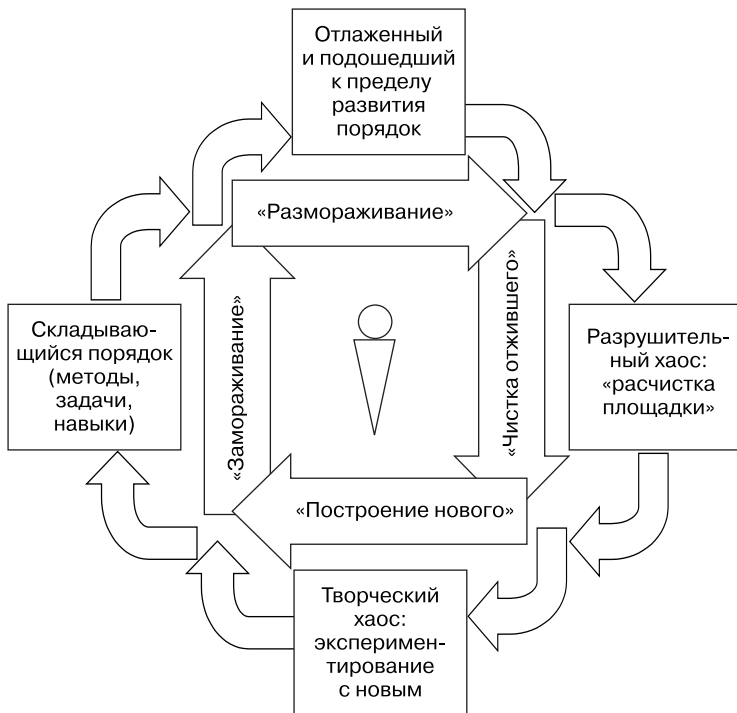 Отлаженный
и подошедший
к пределу
развития
порядок
«Размораживание»
«Чистка отжившего»
Разрушитель-
ный хаос:
«расчистка
площадки»
Складываю-
щийся порядок
(методы,
задачи,
навыки)
«Замораживание»
«Построение нового»
Творческий
хаос:
эксперимен-
тирование
с новым